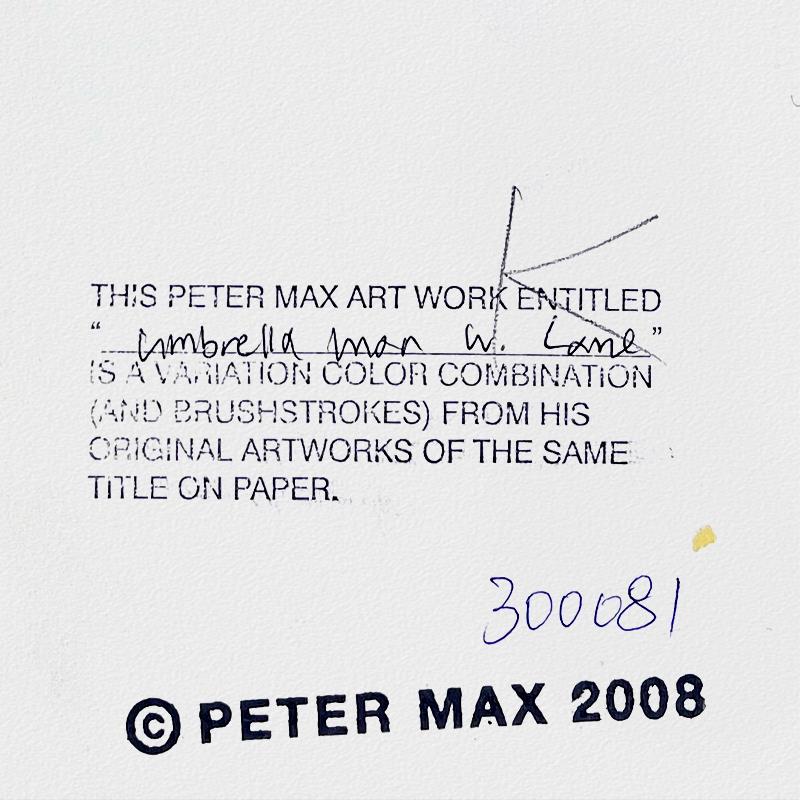 K
THIS PETER MAX ART WORK ENTITLED
“ umbrella man w. Cane ”
IS A VARIATION COLOR COMBINATION
(AND BRUSHSTROKES) FROM HIS
ORIGINAL ARTWORKS OF THE SAME
TITLE ON PAPER.
300081
© PETER MAX 2008